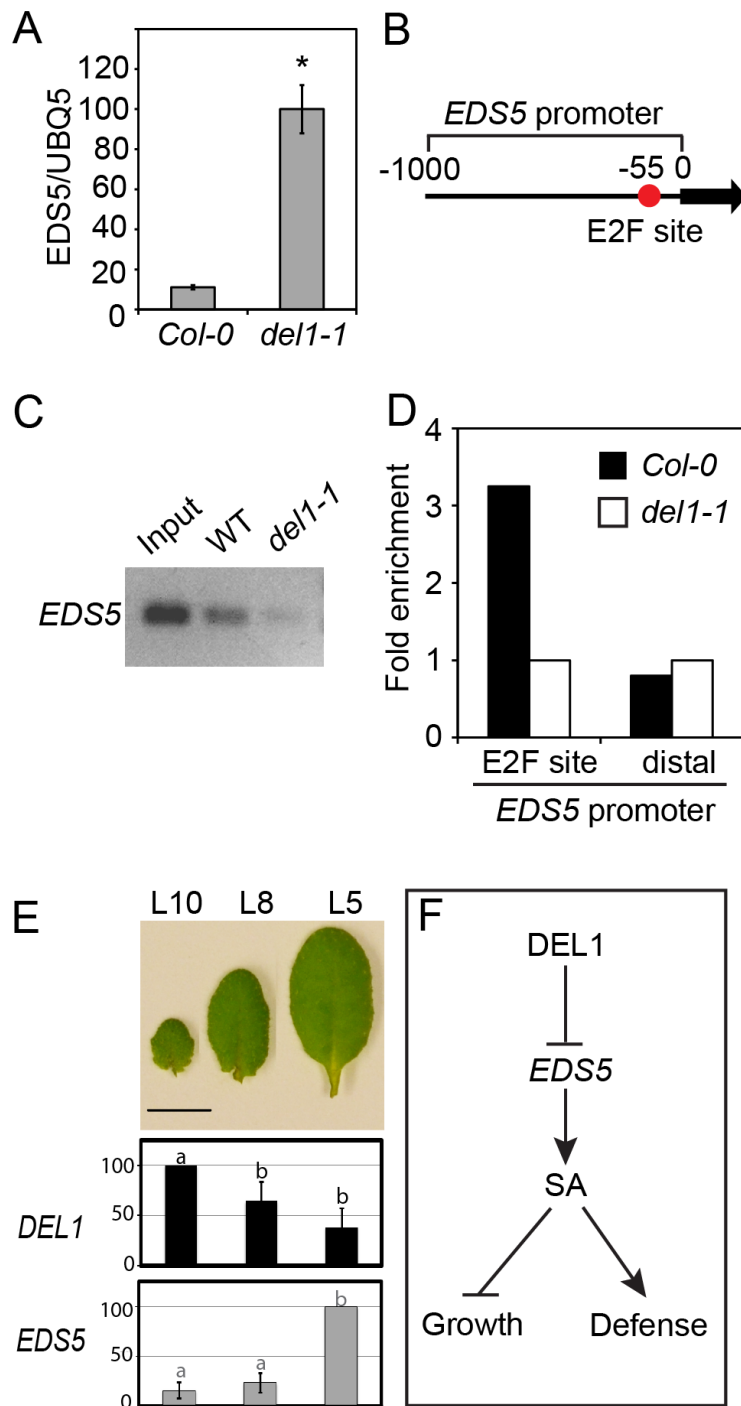 A
EDS5/UBQ5
120
100
80
60
40
20
0
*
Col-0 del1-1
B
EDS5 promoter
-1000 -55 0
E2F site
C
Input WT del1-1
EDS5
D
Fold enrichment
4
3
2
1
0
Col-0
del1-1
E2F site distal
EDS5 promoter
E
L10 L8 L5
DEL1
100
50
0
a b b
EDS5
100
50
0
a a b
F
DEL1
EDS5
SA
Growth Defense